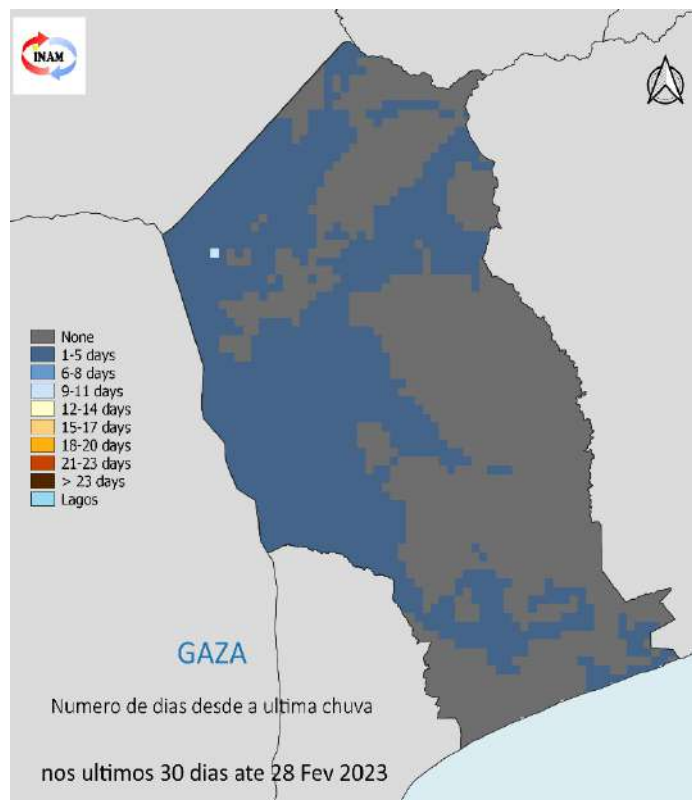 INAM
None
1-5 days
6-8 days
9-11 days
12-14 days
15-17 days
18-20 days
21-23 days
> 23 days
Lagos
GAZA
Numero de dias desde a ultima chuva
nos ultimos 30 dias ate 28 Fev 2023